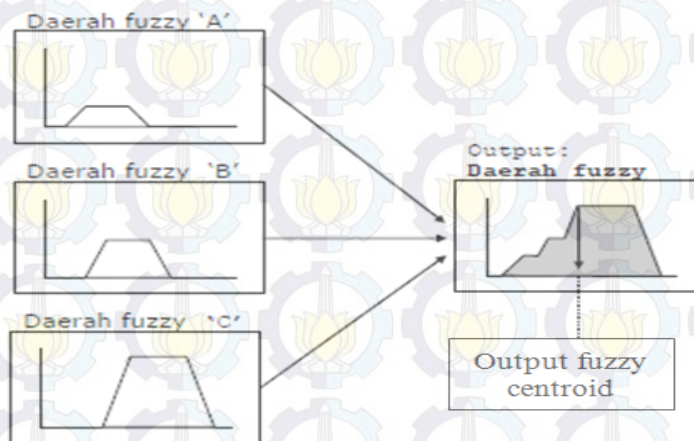 Daerah fuzzy 'A'
Daerah fuzzy 'B'
Daerah fuzzy 'C'
Output:
Daerah fuzzy
Output fuzzy
centroid